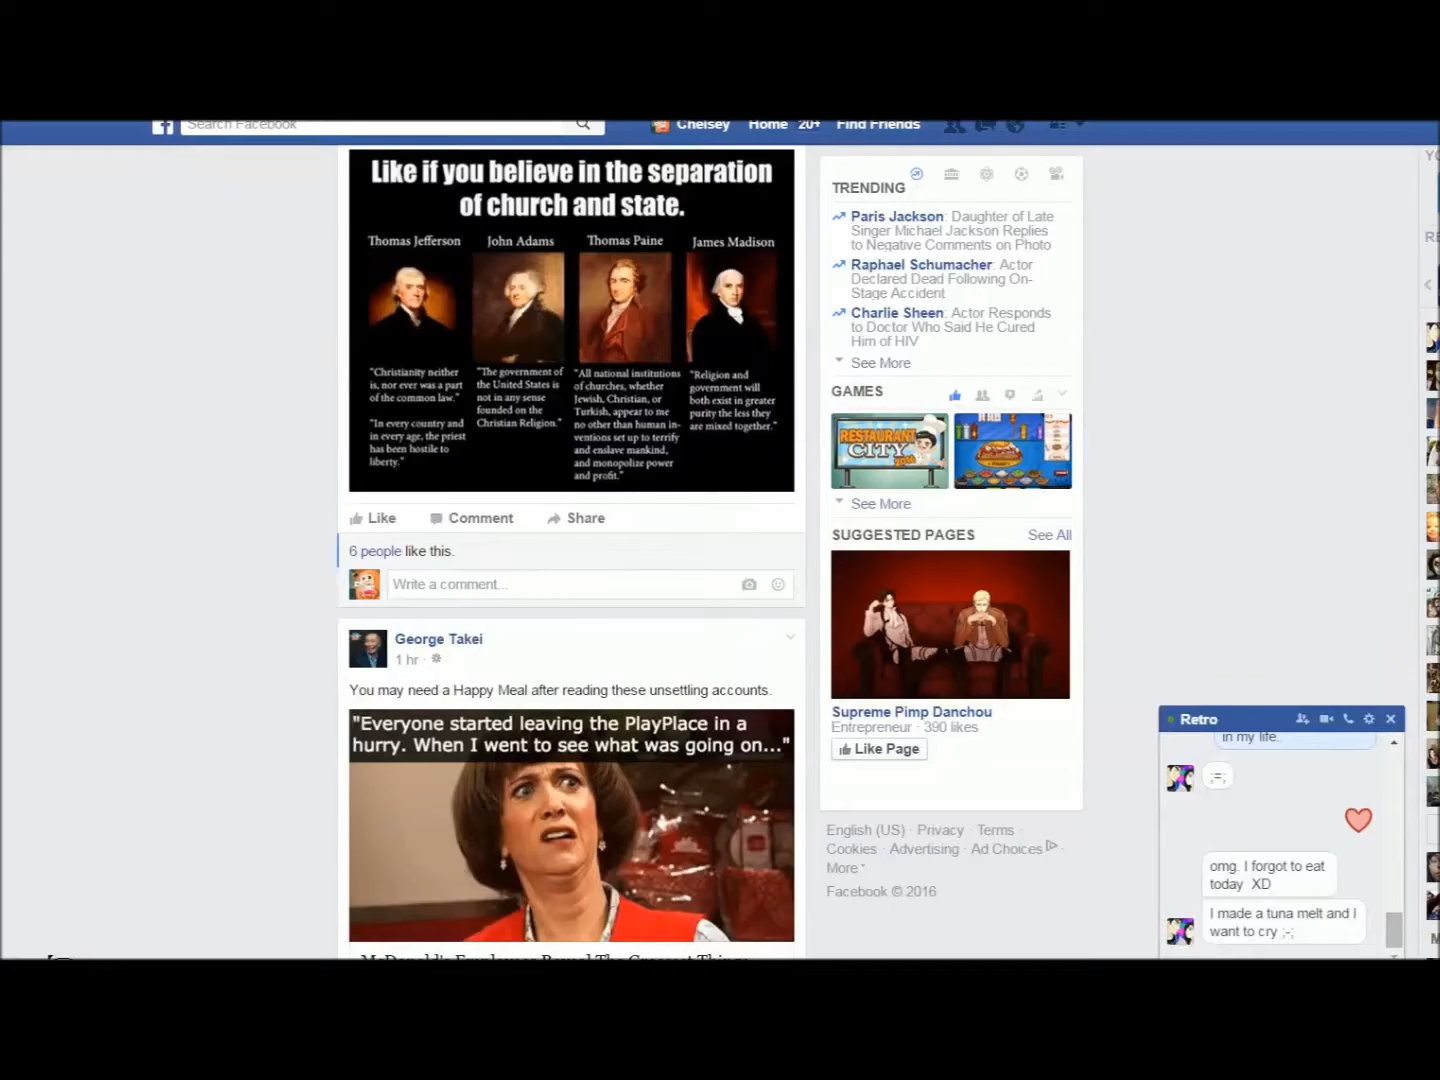 Search Facebook
Chelsey
Home 20+
Find Friends
Like if you believe in the separation
of church and state.
Thomas Jefferson
John Adams
Thomas Paine
James Madison
"Christianity neither
is, nor ever was a part
of the common law."
"In every country and
in every age, the priest
has been hostile to
liberty."
"The government of
the United States is
not in any sense
founded on the
Christian Religion."
"All national institutions
of churches, whether
Jewish, Christian, or
Turkish, appear to me
no other than human in-
ventions set up to terrify
and enslave mankind,
and monopolize power
and profit."
"Religion and
government will
both exist in greater
purity the less they
are mixed together."
Like
Comment
Share
6 people like this.
Write a comment...
George Takei
1 hr ·
You may need a Happy Meal after reading these unsettling accounts.
"Everyone started leaving the PlayPlace in a
hurry. When I went to see what was going on..."
McDonald's Employees Reveal The Grossest Things
TRENDING
Paris Jackson: Daughter of Late
Singer Michael Jackson Replies
to Negative Comments on Photo
Raphael Schumacher: Actor
Declared Dead Following On-
Stage Accident
Charlie Sheen: Actor Responds
to Doctor Who Said He Cured
Him of HIV
See More
GAMES
RESTAURANT
CITY
See More
SUGGESTED PAGES
See All
Supreme Pimp Danchou
Entrepreneur · 390 likes
Like Page
English (US) · Privacy · Terms ·
Cookies · Advertising · Ad Choices ·
More
Facebook © 2016
Retro
in my life.
;=;
omg. I forgot to eat
today XD
I made a tuna melt and I
want to cry ;-;